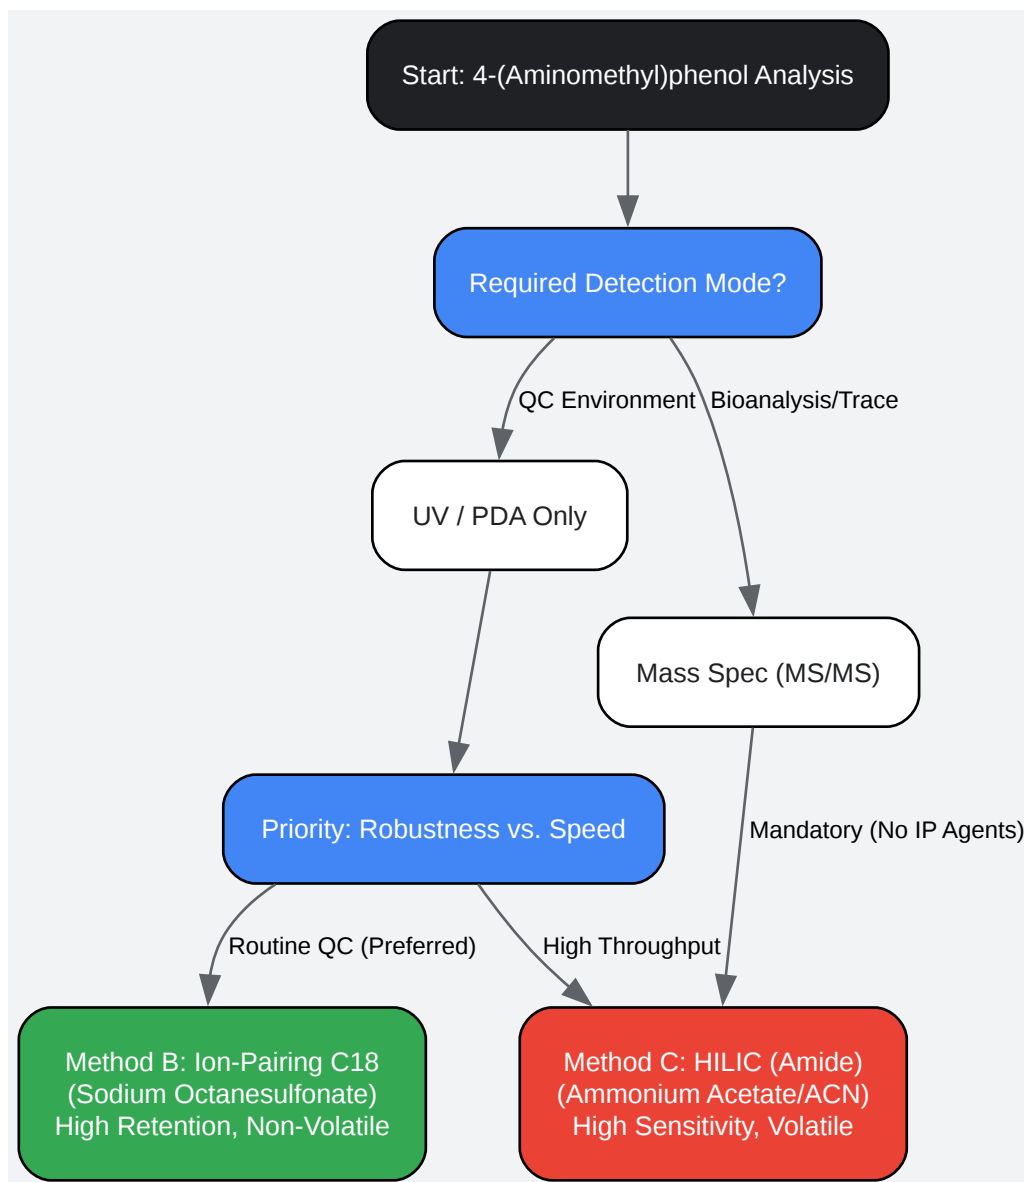 Start: 4-(Aminomethyl)phenol Analysis
Required Detection Mode?
QC Environment
Bioanalysis/Trace
UV / PDA Only
Mass Spec (MS/MS)
Priority: Robustness vs. Speed
Mandatory (No IP Agents)
Routine QC (Preferred)
High Throughput
Method B: Ion-Pairing C18
(Sodium Octanesulfonate)
High Retention, Non-Volatile
Method C: HILIC (Amide)
(Ammonium Acetate/ACN)
High Sensitivity, Volatile